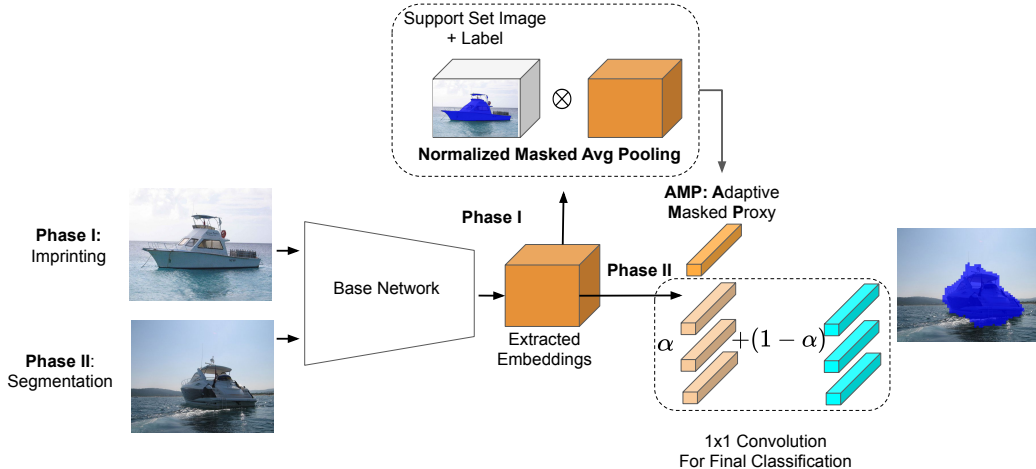 Support Set Image
+ Label
⊗
Normalized Masked Avg Pooling
AMP: Adaptive
Masked Proxy
Phase I
Phase I:
Imprinting
Base Network
Phase II
Extracted
Embeddings
α
+(1 − α)
Phase II:
Segmentation
1x1 Convolution
For Final Classification